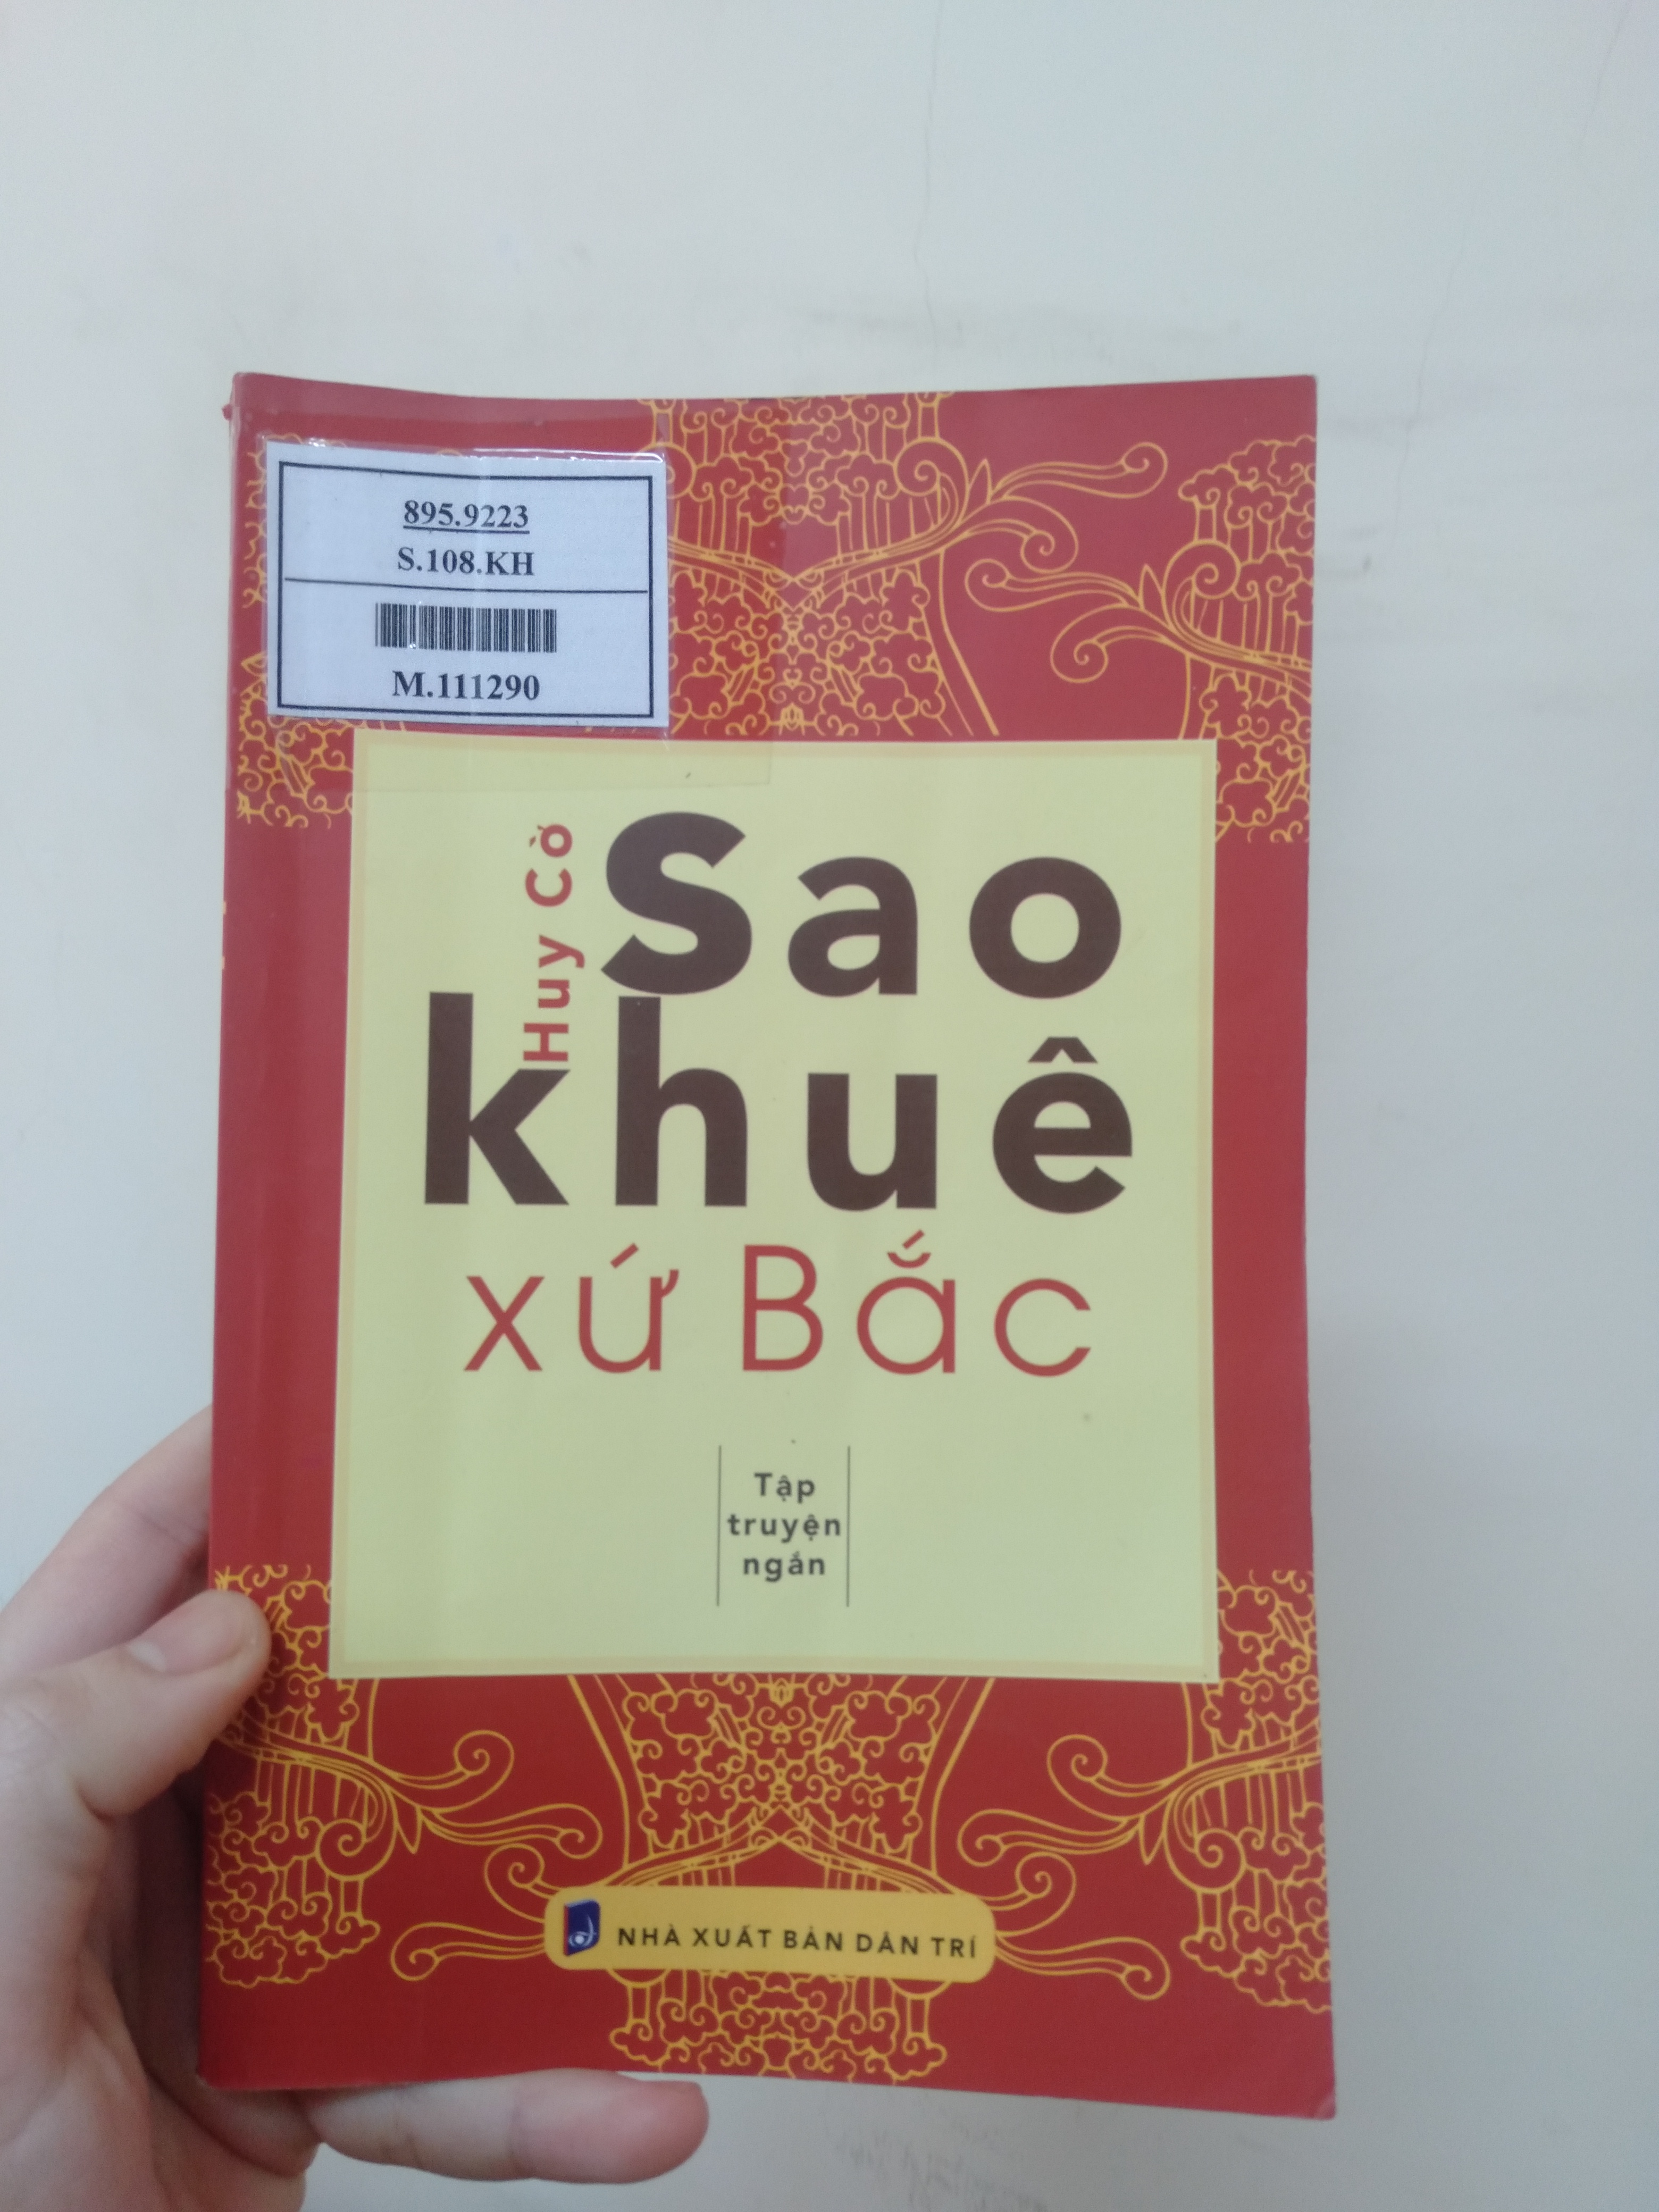 895.9223
S.108.KH
M.111290
Huy Cờ
Sao
khuê
xứ Bắc
Tập
truyện
ngắn
NHÀ XUẤT BẢN DÂN TRÍ